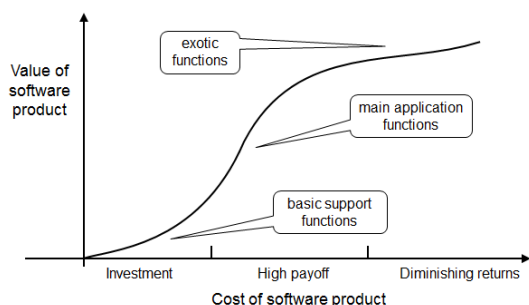 exotic
functions
Value of
software
product
main application
functions
basic support
functions
Investment
High payoff
Diminishing returns
Cost of software product